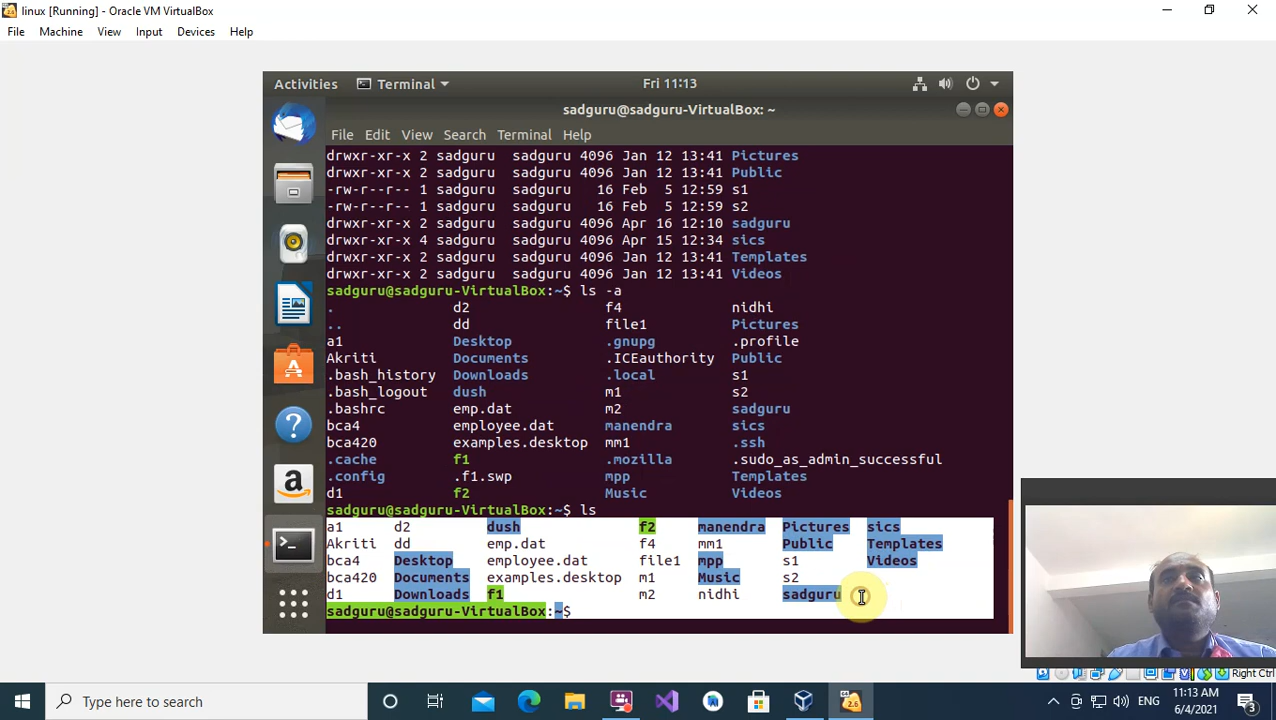 linux [Running] - Oracle VM VirtualBox
File Machine View Input Devices Help
Activities Terminal Fri 11:13
sadguru@sadguru-VirtualBox: ~
File Edit View Search Terminal Help
drwxr-xr-x 2 sadguru sadguru 4096 Jan 12 13:41 Pictures
drwxr-xr-x 2 sadguru sadguru 4096 Jan 12 13:41 Public
-rw-r--r-- 1 sadguru sadguru 16 Feb 5 12:59 s1
-rw-r--r-- 1 sadguru sadguru 16 Feb 5 12:59 s2
drwxr-xr-x 2 sadguru sadguru 4096 Apr 16 12:10 sadguru
drwxr-xr-x 4 sadguru sadguru 4096 Apr 15 12:34 sics
drwxr-xr-x 2 sadguru sadguru 4096 Jan 12 13:41 Templates
drwxr-xr-x 2 sadguru sadguru 4096 Jan 12 13:41 Videos
sadguru@sadguru-VirtualBox:~$ ls -a
. d2 f4 nidhi
.. dd file1 Pictures
a1 Desktop .gnupg .profile
Akriti Documents .ICEauthority Public
.bash_history Downloads .local s1
.bash_logout dush m1 s2
.bashrc emp.dat m2 sadguru
bca4 employee.dat manendra sics
bca420 examples.desktop mm1 .ssh
.cache f1 .mozilla .sudo_as_admin_successful
.config .f1.swp mpp Templates
d1 f2 Music Videos
sadguru@sadguru-VirtualBox:~$ ls
a1 d2 dush f2 manendra Pictures sics
Akriti dd emp.dat f4 mm1 Public Templates
bca4 Desktop employee.dat file1 mpp s1 Videos
bca420 Documents examples.desktop m1 Music s2
d1 Downloads f1 m2 nidhi sadguru
sadguru@sadguru-VirtualBox:~$
Right Ctrl
Type here to search
2.6
ENG
11:13 AM
6/4/2021
3